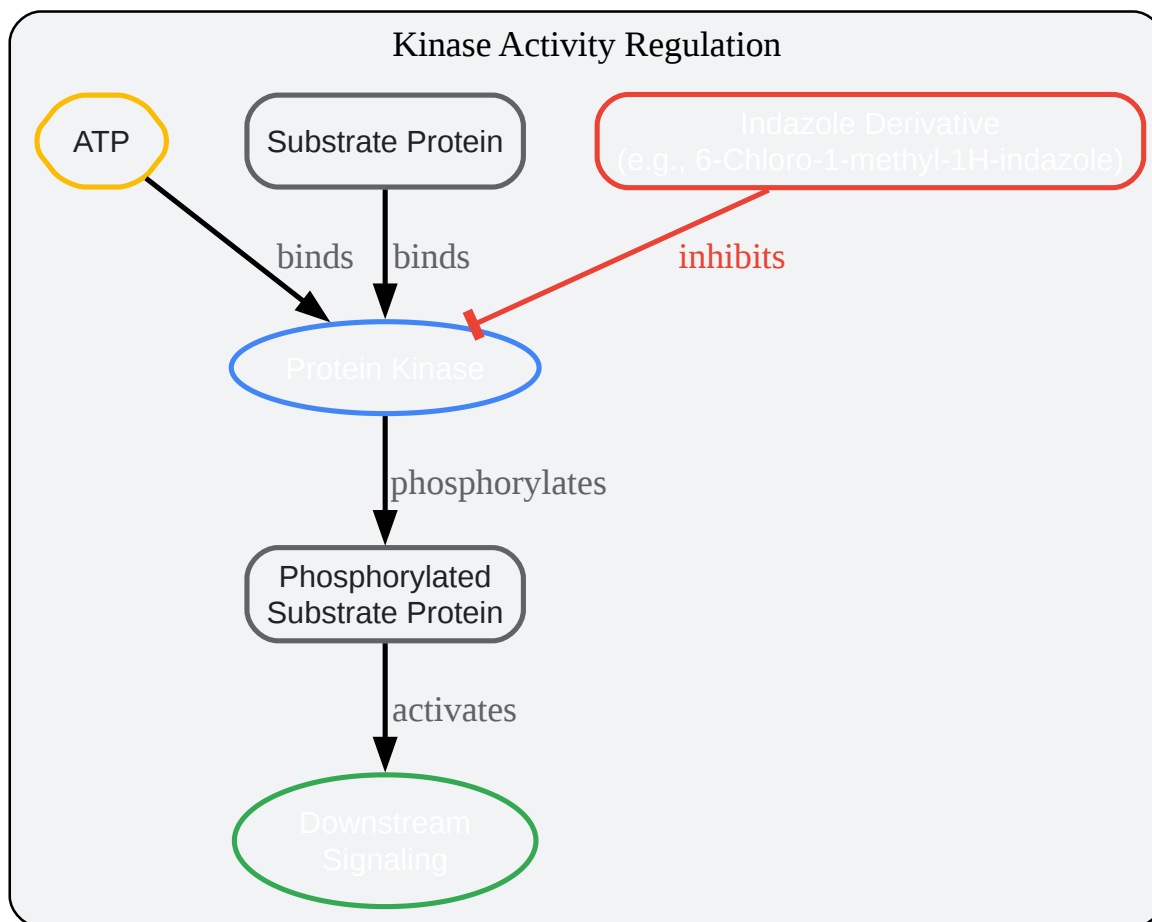 Kinase Activity Regulation
ATP
Substrate Protein
Indazole Derivative
(e.g., 6-Chloro-1-methyl-1H-indazole)
binds
binds
inhibits
Protein Kinase
phosphorylates
Phosphorylated
Substrate Protein
activates
Downstream
Signaling